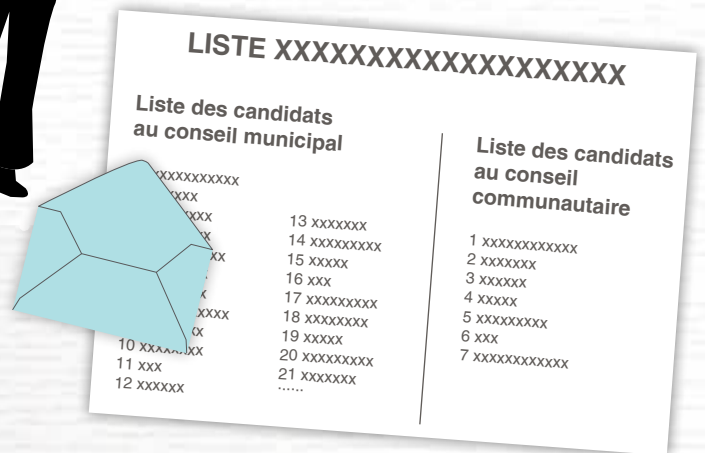 LISTE XXXXXXXXXXXXXXXXXXX
Liste des candidats
au conseil municipal
10
11 xxx
12 xxxxxx
13 xxxxxxx
14 xxxxxxxxx
15 xxxxx
16 xxx
17 xxxxxxxxx
18 xxxxxxxx
19 xxxxx
20 xxxxxxxxx
21 xxxxxxx
......
Liste des candidats
au conseil
communautaire
1 xxxxxxxxxxxx
2 xxxxxxx
3 xxxxxx
4 xxxxx
5 xxxxxxxxx
6 xxx
7 xxxxxxxxxxxx